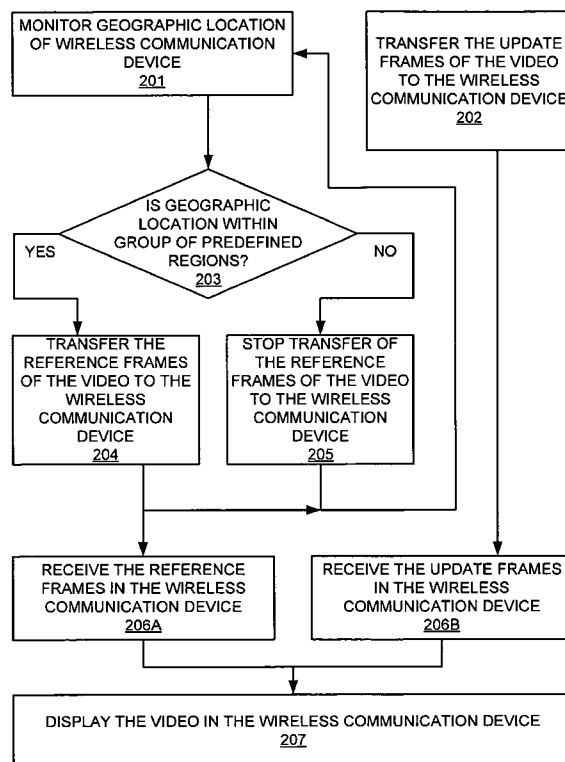 MONITOR GEOGRAPHIC LOCATION
OF WIRELESS COMMUNICATION
DEVICE
201
TRANSFER THE UPDATE
FRAMES OF THE VIDEO
TO THE WIRELESS
COMMUNICATION DEVICE
202
IS GEOGRAPHIC
LOCATION WITHIN
GROUP OF PREDEFINED
REGIONS?
203
YES
NO
TRANSFER THE
REFERENCE FRAMES
OF THE VIDEO TO THE
WIRELESS
COMMUNICATION
DEVICE
204
STOP TRANSFER OF
THE REFERENCE
FRAMES OF THE VIDEO
TO THE WIRELESS
COMMUNICATION
DEVICE
205
RECEIVE THE REFERENCE
FRAMES IN THE WIRELESS
COMMUNICATION DEVICE
206A
RECEIVE THE UPDATE FRAMES
IN THE WIRELESS
COMMUNICATION DEVICE
206B
DISPLAY THE VIDEO IN THE WIRELESS COMMUNICATION DEVICE
207